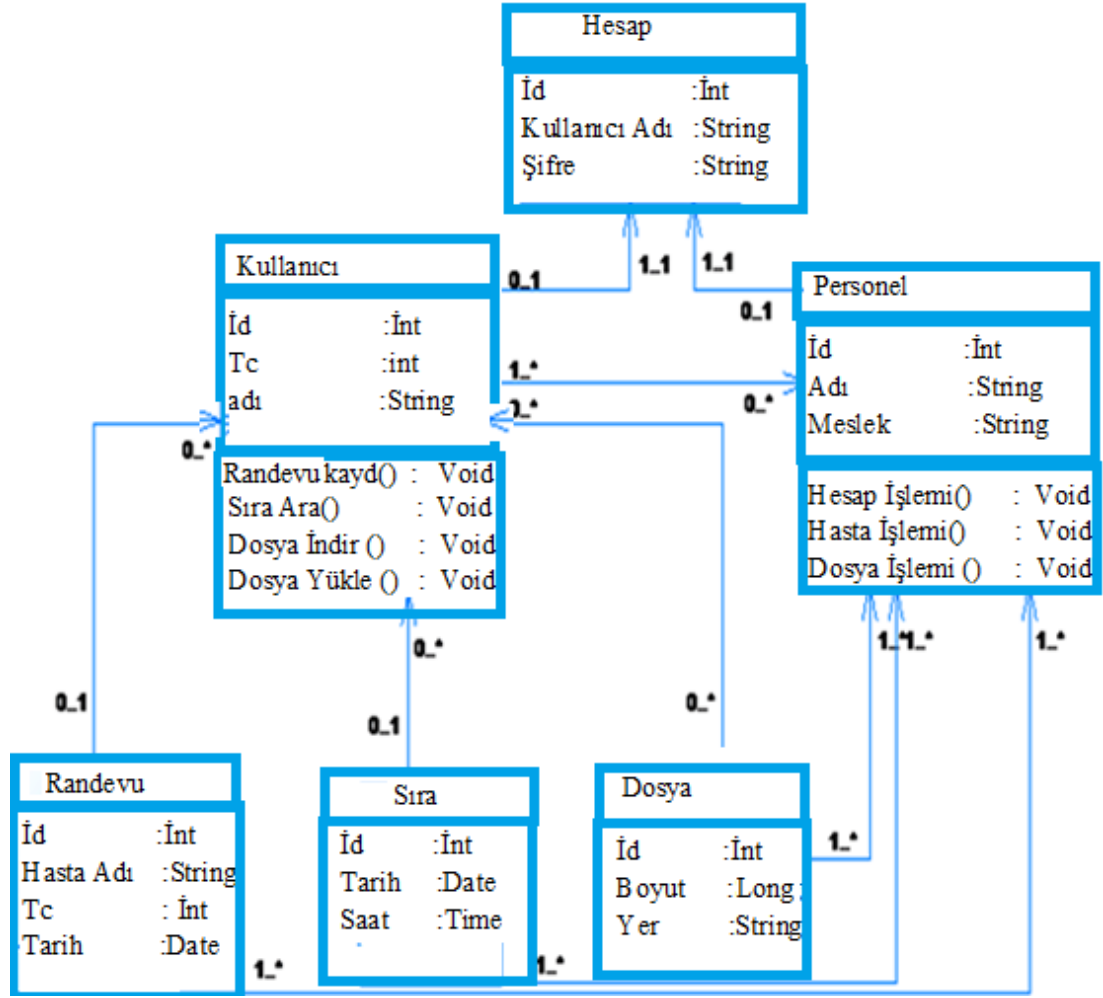 Hesap
İd :İnt
Kullanıcı Adı :String
Şifre :String
1..1 1..1
0..1
0..1
Kullanıcı
İd :İnt
Tc :int
adı :String
Randevu kayd() : Void
Sıra Ara() : Void
Dosya İndir () : Void
Dosya Yükle () : Void
1..*
0..*
0..*
0..*
Personel
İd :İnt
Adı :String
Meslek :String
Hesap İşlemi() : Void
Hasta İşlemi() : Void
Dosya İşlemi () : Void
0..*
1..*1..*
1..*
0..1
0..1
0..*
Randevu
İd :İnt
Hasta Adı :String
Tc : İnt
Tarih :Date
1..*
Sıra
İd :İnt
Tarih :Date
Saat :Time
1..*
Dosya
İd :İnt
Boyut :Long
Yer :String
1..*